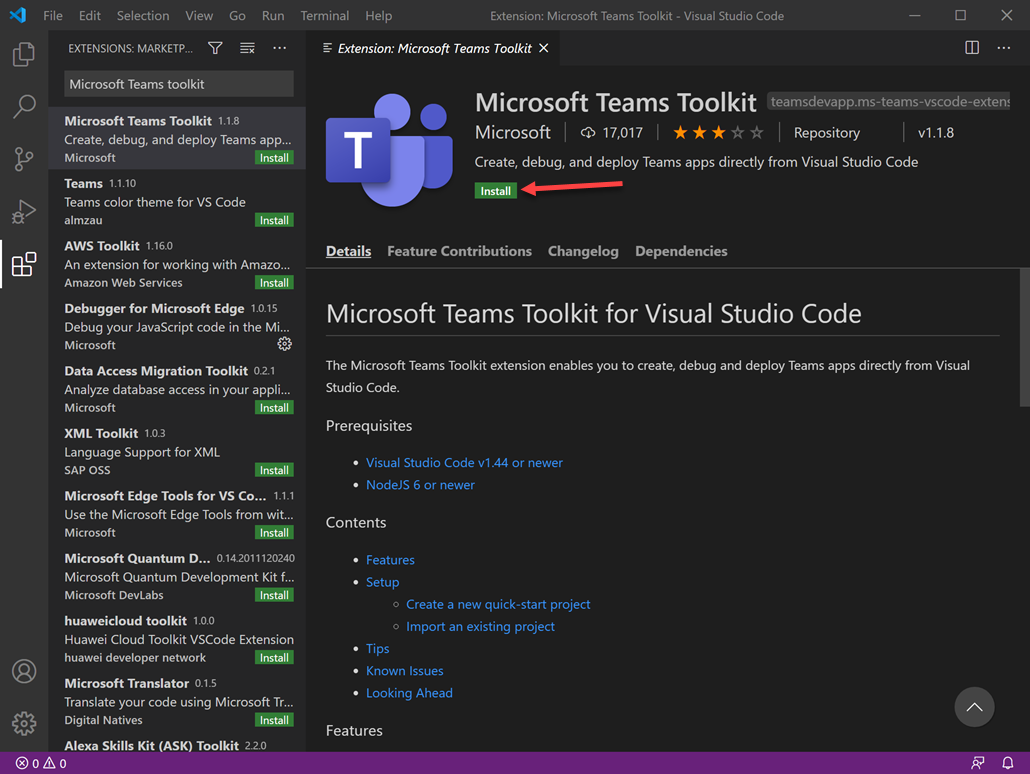 File Edit Selection View Go Run Terminal Help Extension: Microsoft Teams Toolkit - Visual Studio Code
EXTENSIONS: MARKETP...
Microsoft Teams toolkit
Microsoft Teams Toolkit 1.1.8
Create, debug, and deploy Teams app...
Microsoft Install
Teams 1.1.10
Teams color theme for VS Code
almzau Install
AWS Toolkit 1.16.0
An extension for working with Amazo...
Amazon Web Services Install
Debugger for Microsoft Edge 1.0.15
Debug your JavaScript code in the Mi...
Microsoft
Data Access Migration Toolkit 0.2.1
Analyze database access in your appli...
Microsoft Install
XML Toolkit 1.0.3
Language Support for XML
SAP OSS Install
Microsoft Edge Tools for VS Co... 1.1.1
Use the Microsoft Edge Tools from wit...
Microsoft Install
Microsoft Quantum D... 0.14.2011120240
Microsoft Quantum Development Kit f...
Microsoft DevLabs Install
huaweicloud toolkit 1.0.0
Huawei Cloud Toolkit VSCode Extension
huawei developer network Install
Microsoft Translator 0.1.5
Translate your code using Microsoft Tr...
Digital Natives Install
Alexa Skills Kit (ASK) Toolkit 2.2.0
Extension: Microsoft Teams Toolkit
T
Microsoft Teams Toolkit teamsdevapp.ms-teams-vscode-extens
Microsoft 17,017 Repository v1.1.8
Create, debug, and deploy Teams apps directly from Visual Studio Code
Install
Details Feature Contributions Changelog Dependencies
Microsoft Teams Toolkit for Visual Studio Code
The Microsoft Teams Toolkit extension enables you to create, debug and deploy Teams apps directly from Visual
Studio Code.
Prerequisites
Visual Studio Code v1.44 or newer
NodeJS 6 or newer
Contents
Features
Setup
Create a new quick-start project
Import an existing project
Tips
Known Issues
Looking Ahead
Features
0 0